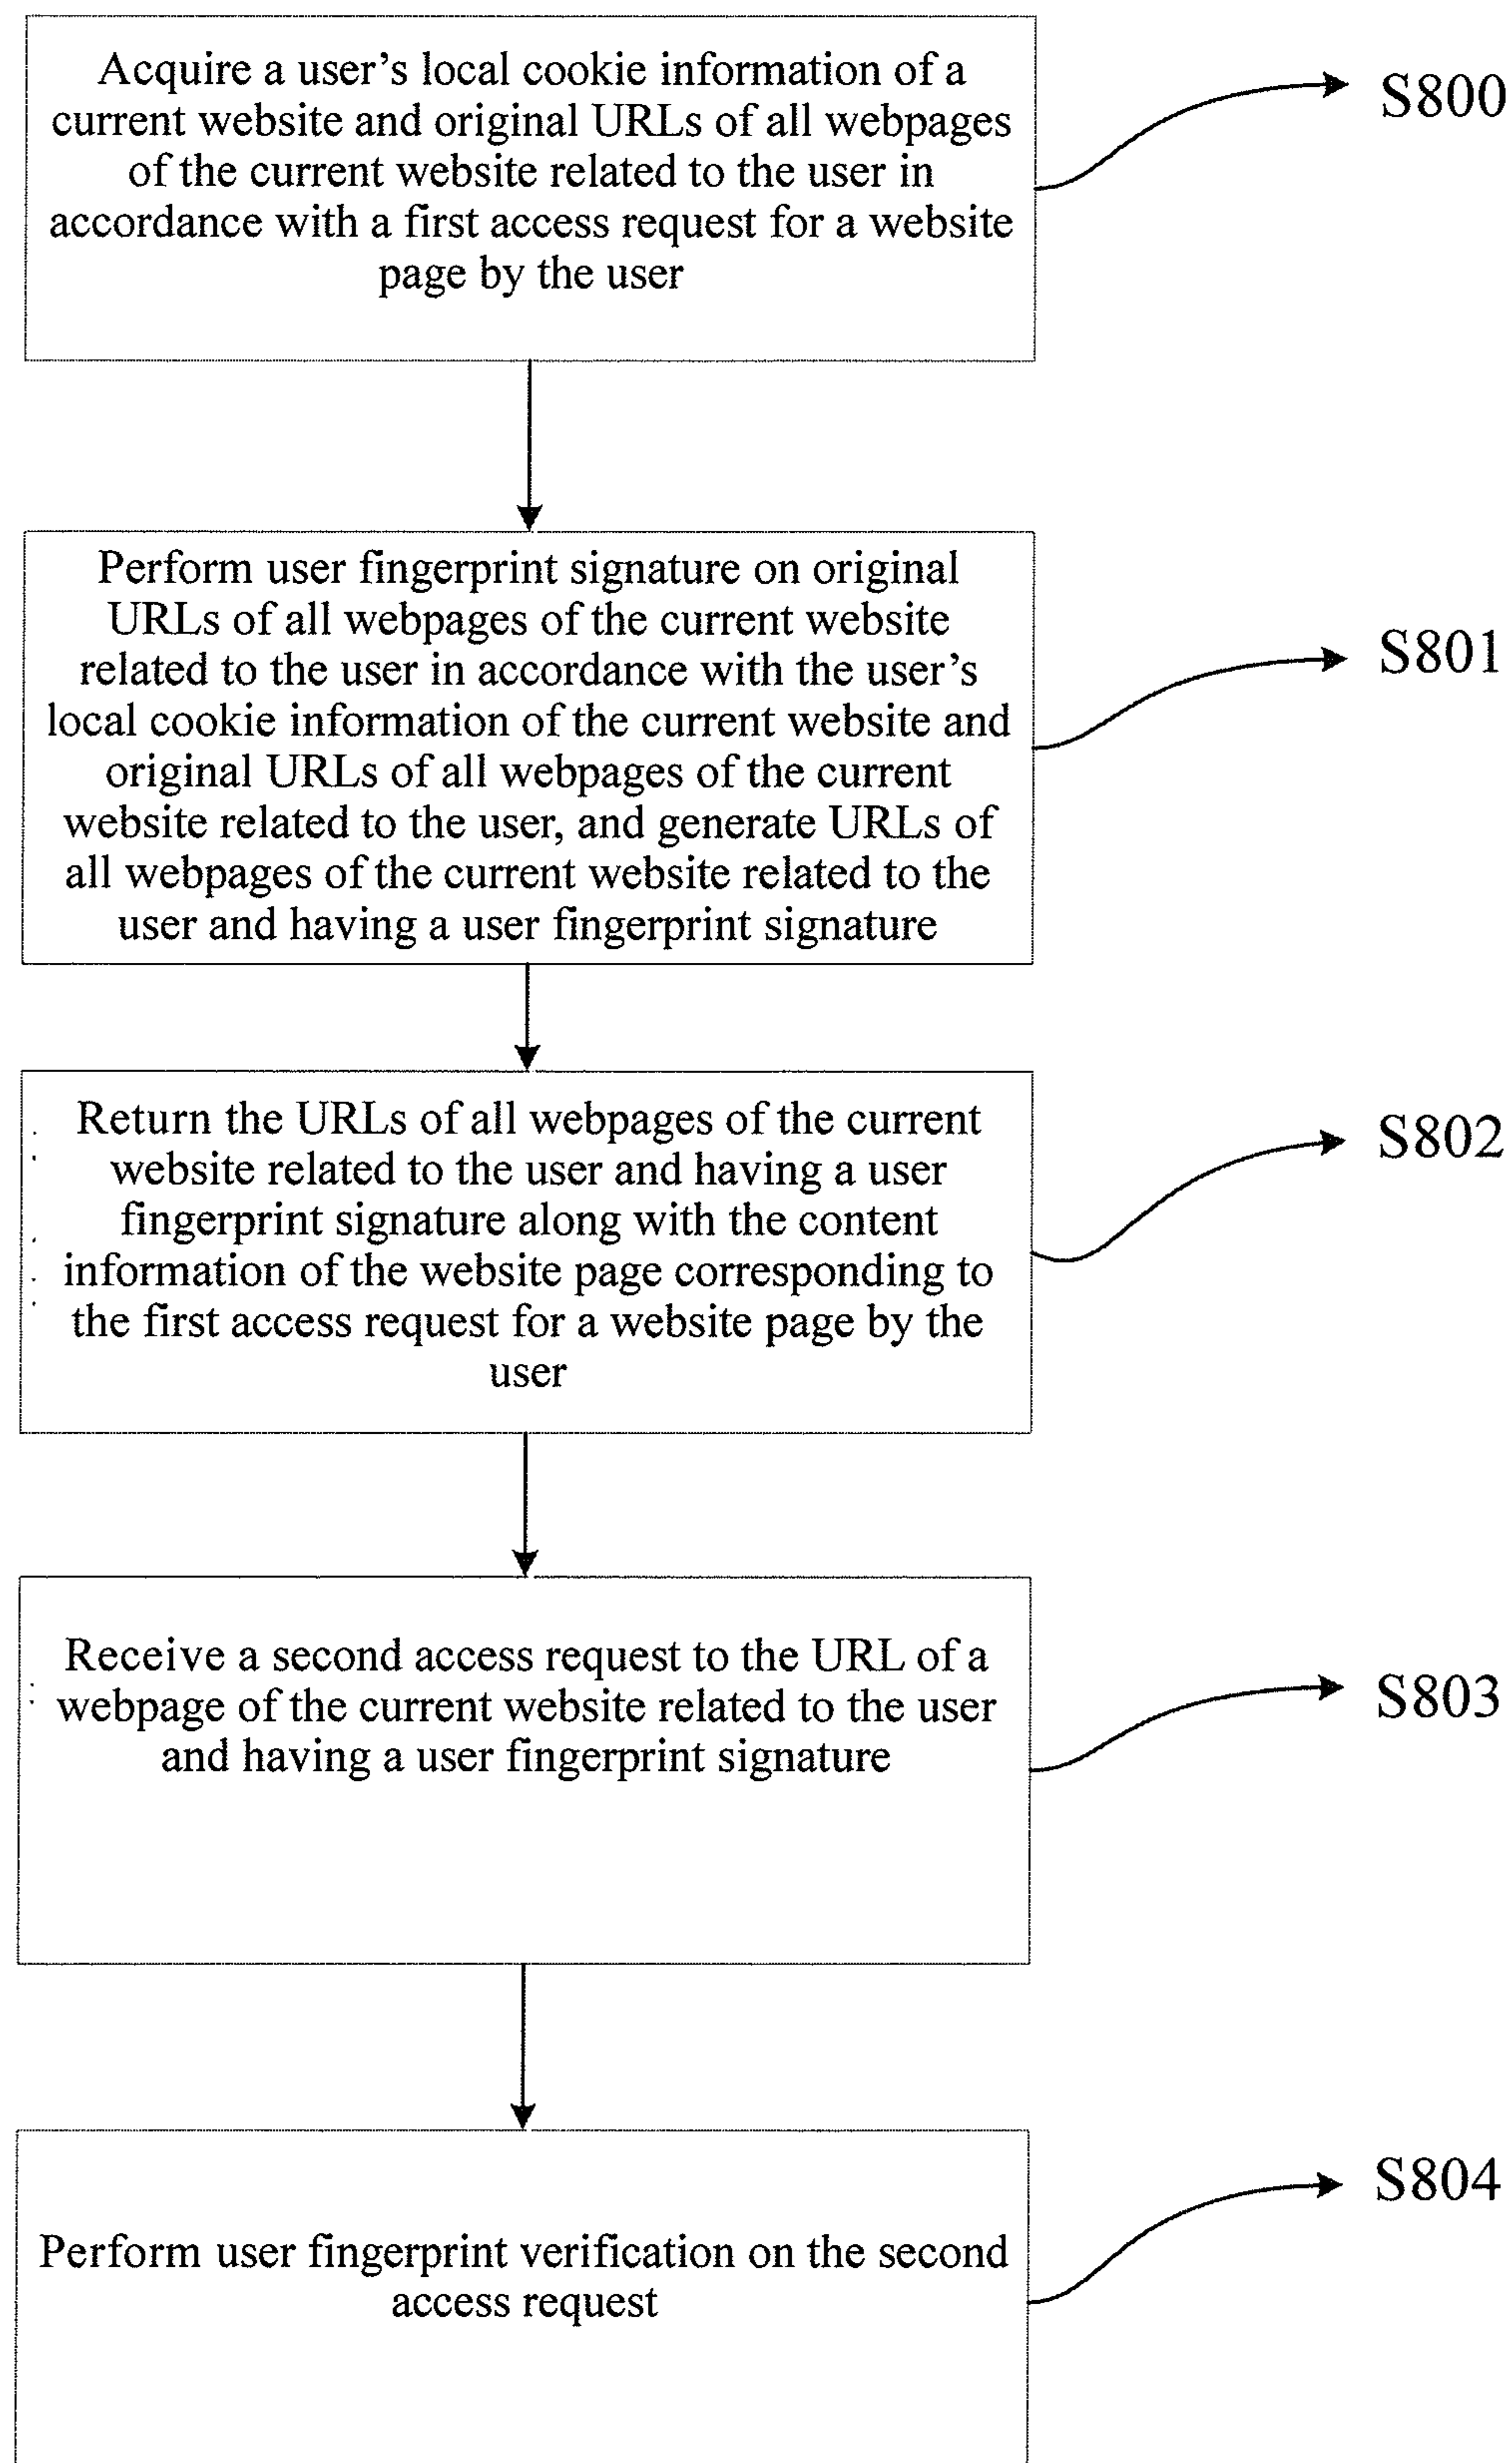 Acquire a user’s local cookie information of a
current website and original URLs of all webpages
of the current website related to the user in
accordance with a first access request for a website
page by the user
S800
Perform user fingerprint signature on original
URLs of all webpages of the current website
related to the user in accordance with the user’s
local cookie information of the current website and
original URLs of all webpages of the current
website related to the user, and generate URLs of
all webpages of the current website related to the
user and having a user fingerprint signature
S801
Return the URLs of all webpages of the current
website related to the user and having a user
fingerprint signature along with the content
information of the website page corresponding to
the first access request for a website page by the
user
S802
Receive a second access request to the URL of a
webpage of the current website related to the user
and having a user fingerprint signature
S803
Perform user fingerprint verification on the second
access request
S804